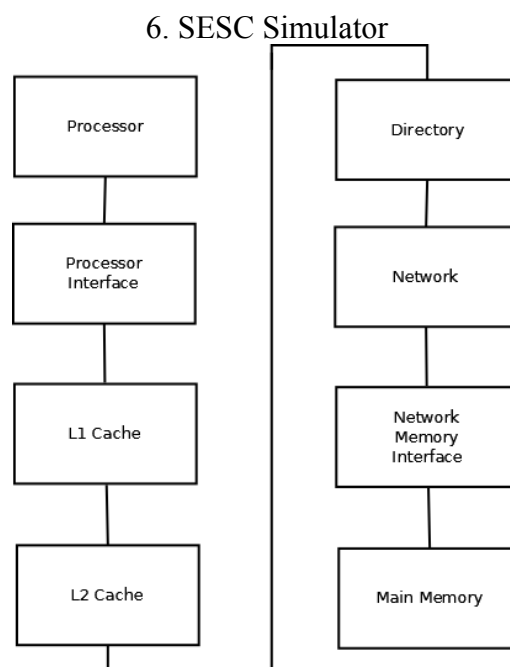 6. SESC Simulator
Processor
Processor
Interface
L1 Cache
L2 Cache
Directory
Network
Network
Memory
Interface
Main Memory